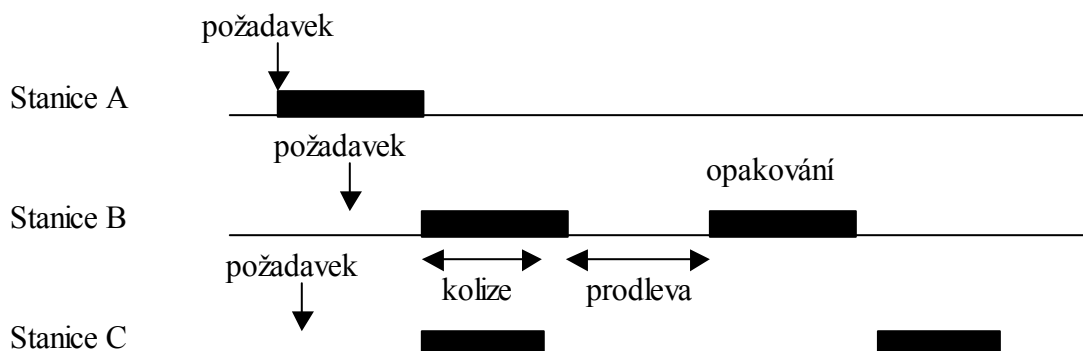 požadavek
Stanice A
požadavek
opakování
Stanice B
požadavek
kolize
prodleva
Stanice C